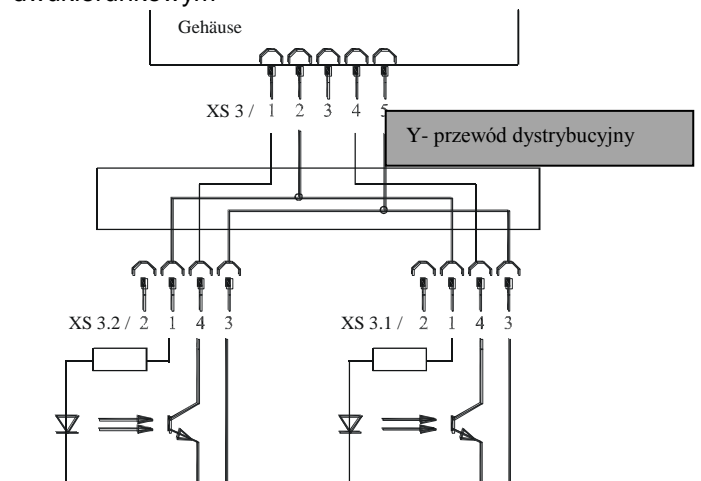 Gehäuse
XS 3 / 1 2 3 4 5
Y- przewód dystrybucyjny
XS 3.2 / 2 1 4 3
XS 3.1 / 2 1 4 3